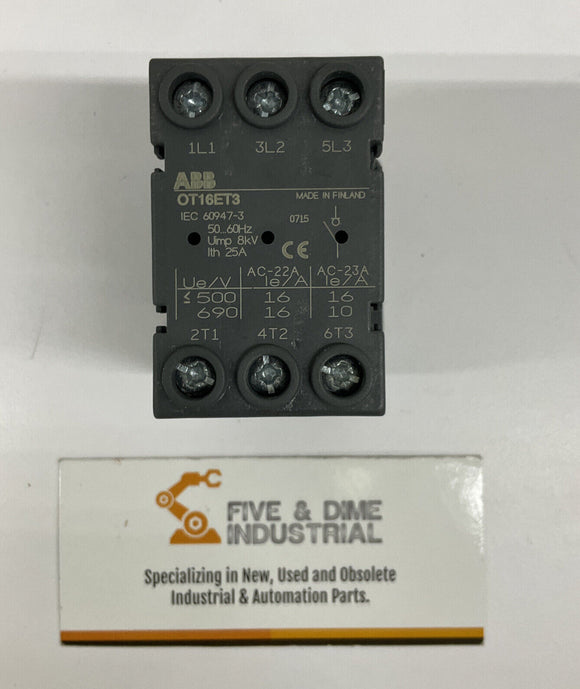 1L1 3L2 5L3
ABB
OT16ET3 MADE IN FINLAND
IEC 60947-3 0715
50...60Hz
Uimp 8kV CE
Ith 25A
Ue/V AC-22A Ie/A AC-23A Ie/A
≤500 16 16
690 16 10
2T1 4T2 6T3
FIVE & DIME
INDUSTRIAL
Specializing in New, Used and Obsolete
Industrial & Automation Parts.